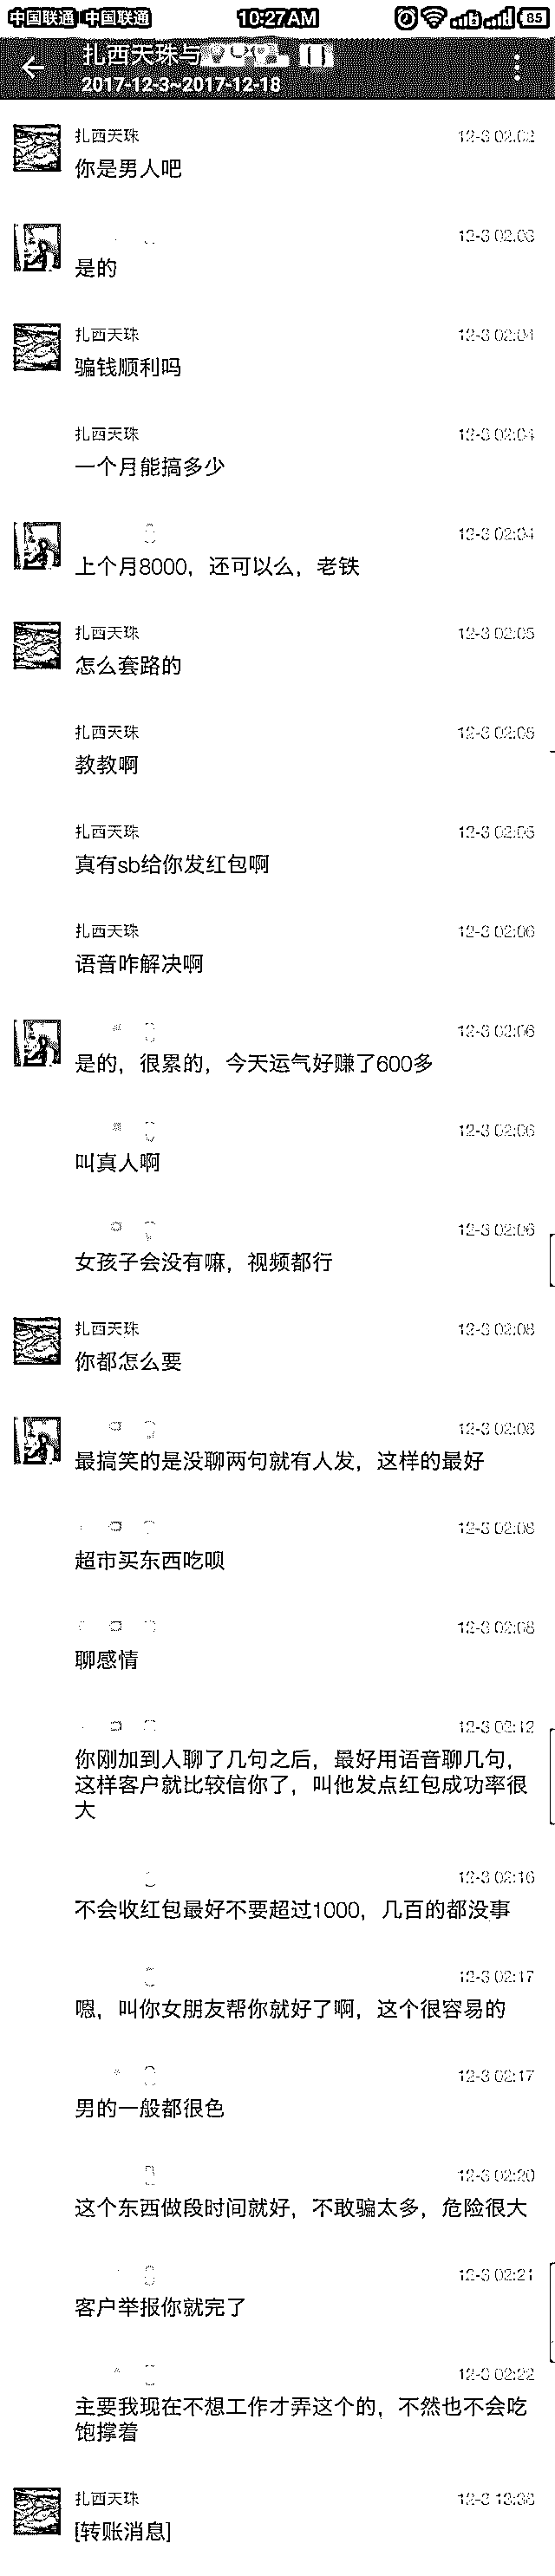 中国联通 中国联通 10:27AM 85
扎西天珠与
2017-12-3~2017-12-18
扎西天珠 12-3 02:02
你是男人吧
12-3 02:03
是的
扎西天珠 12-3 02:04
骗钱顺利吗
扎西天珠 12-3 02:04
一个月能搞多少
12-3 02:04
上个月8000，还可以么，老铁
扎西天珠 12-3 02:05
怎么套路的
扎西天珠 12-3 02:05
教教啊
扎西天珠 12-3 02:05
真有sb给你发红包啊
扎西天珠 12-3 02:06
语音咋解决啊
12-3 02:06
是的，很累的，今天运气好赚了600多
12-3 02:06
叫真人啊
12-3 02:06
女孩子会没有嘛，视频都行
扎西天珠 12-3 02:08
你都怎么要
12-3 02:08
最搞笑的是没聊两句就有人发，这样的最好
12-3 02:08
超市买东西吃呗
12-3 02:08
聊感情
12-3 02:12
你刚加到人聊了几句之后，最好用语音聊几句，
这样客户就比较信你了，叫他发点红包成功率很
大
12-3 02:16
不会收红包最好不要超过1000，几百的都没事
12-3 02:17
嗯，叫你女朋友帮你就好了啊，这个很容易的
12-3 02:17
男的一般都很色
12-3 02:20
这个东西做段时间就好，不敢骗太多，危险很大
12-3 02:21
客户举报你就完了
12-3 02:22
主要我现在不想工作才弄这个的，不然也不会吃
饱撑着
扎西天珠
[转账消息]